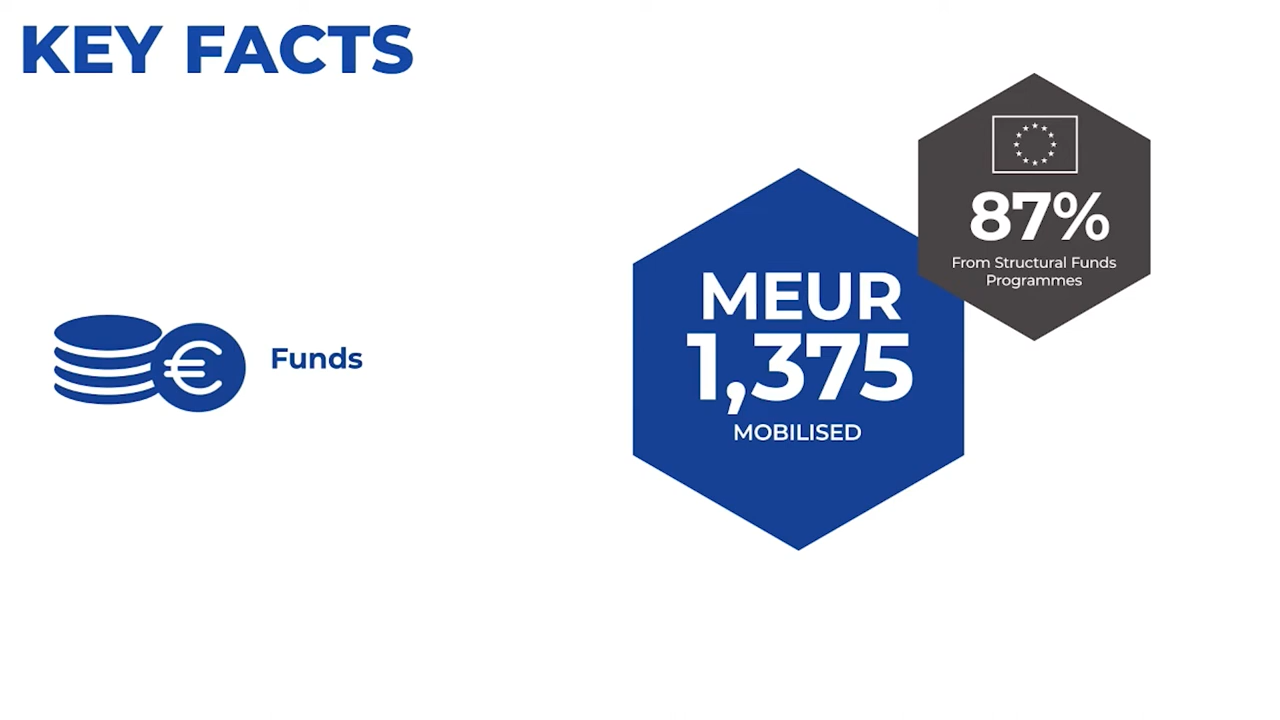 KEY FACTS
Funds
MEUR
1,375
MOBILISED
87%
From Structural Funds
Programmes